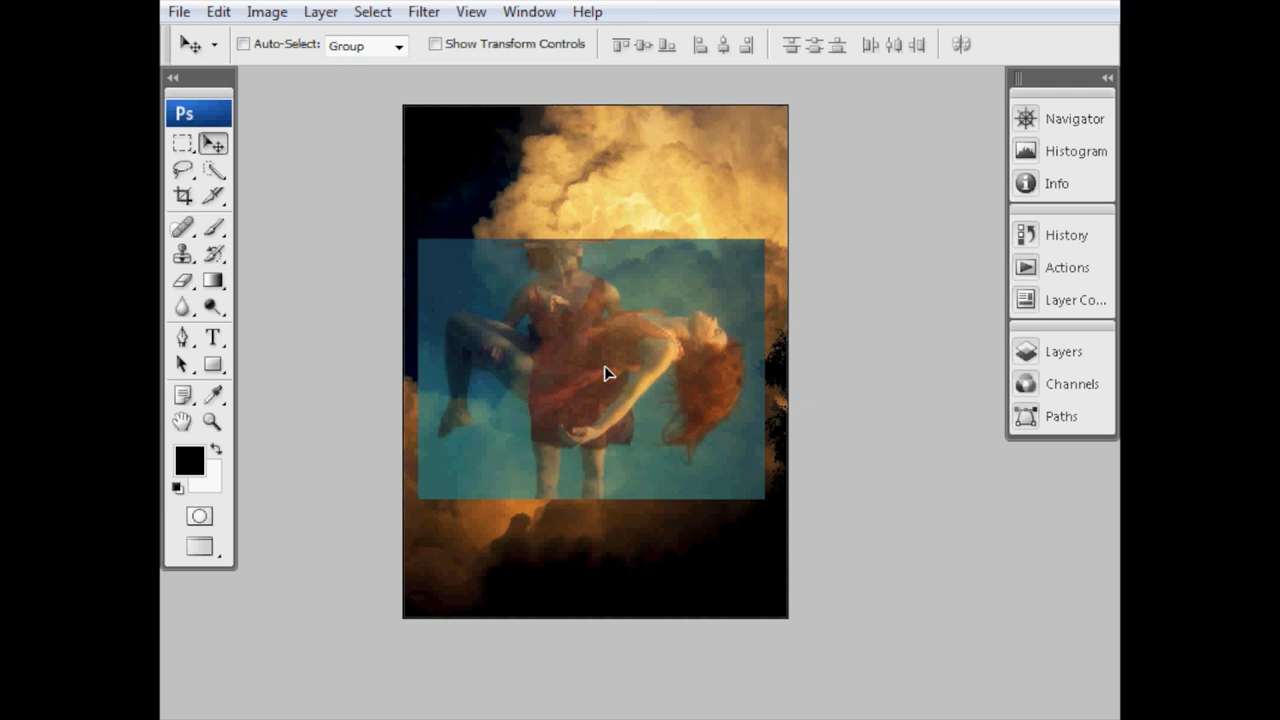 File Edit Image Layer Select Filter View Window Help
Auto-Select: Group Show Transform Controls
Ps
T
Navigator
Histogram
Info
History
Actions
Layer Co...
Layers
Channels
Paths